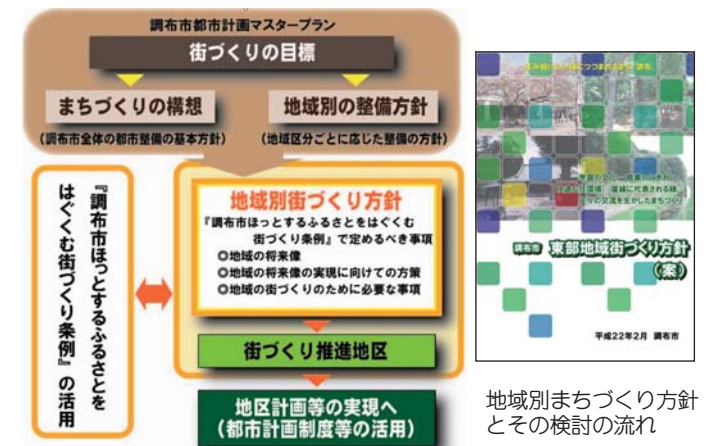 調布市都市計画マスタープラン
街づくりの目標
まちづくりの構想
(調布市全体の都市整備の基本方針)
地域別の整備方針
(地域区分ごとに応じた整備の方針)
『調布市ほっとするふるさとを
はぐくむ街づくり条例』の活用
地域別街づくり方針
『調布市ほっとするふるさとをはぐくむ
街づくり条例』で定めるべき事項
◎地域の将来像
◎地域の将来像の実現に向けての方策
◎地域の街づくりのために必要な事項
街づくり推進地区
地区計画等の実現へ
(都市計画制度等の活用)
調布市 東部地域街づくり方針
(案)
平成22年2月 調布市
地域別まちづくり方針
とその検討の流れ